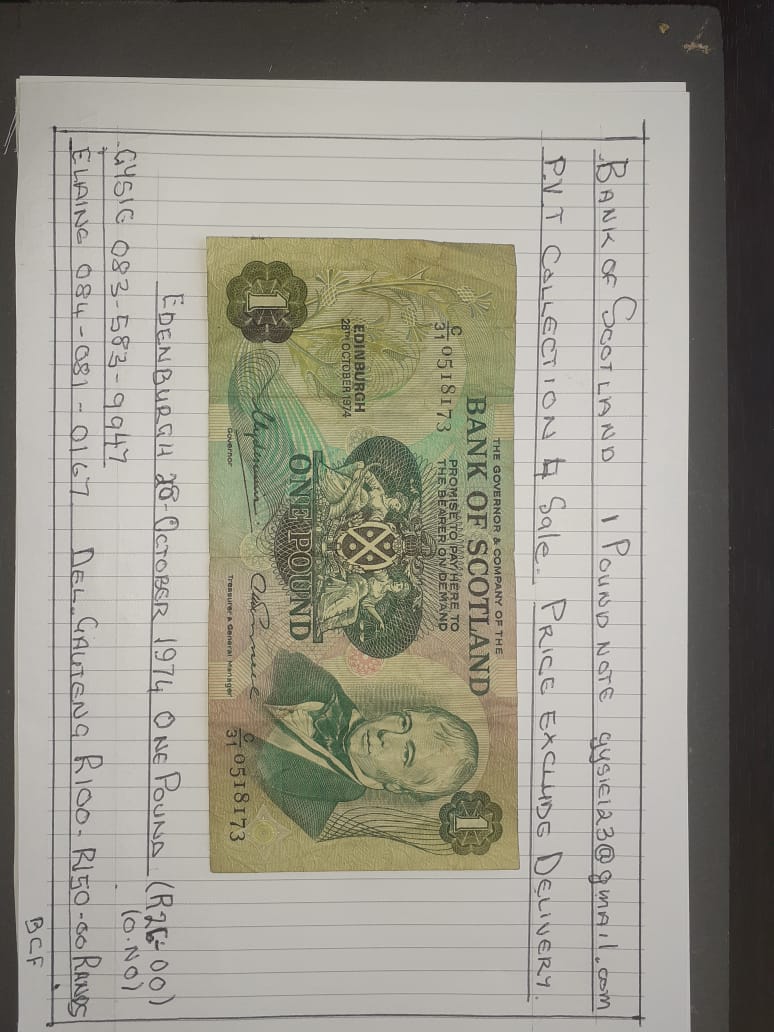 BANK OF SCOTLAND 1 POUND NOTE gysie123@gmail.com
PVT COLLECTION 4 Sale. PRICE EXCLUDE DELIVERY.
THE GOVERNOR & COMPANY OF THE
BANK OF SCOTLAND
PROMISE TO PAY HERE TO
THE BEARER ON DEMAND
C/31 0518173
EDINBURGH
28TH OCTOBER 1974
ONE POUND
Governor
Treasurer & General Manager
C/31 0518173
1
1
EDENBURGH 28-OCTOBER 1974 ONE POUND (R26-00)
(O.N.O)
GYSIE 083-583-9947
ELAINE 084-081-0167 DEL. GAUTENG R100-R150-00 RANDS
BCF